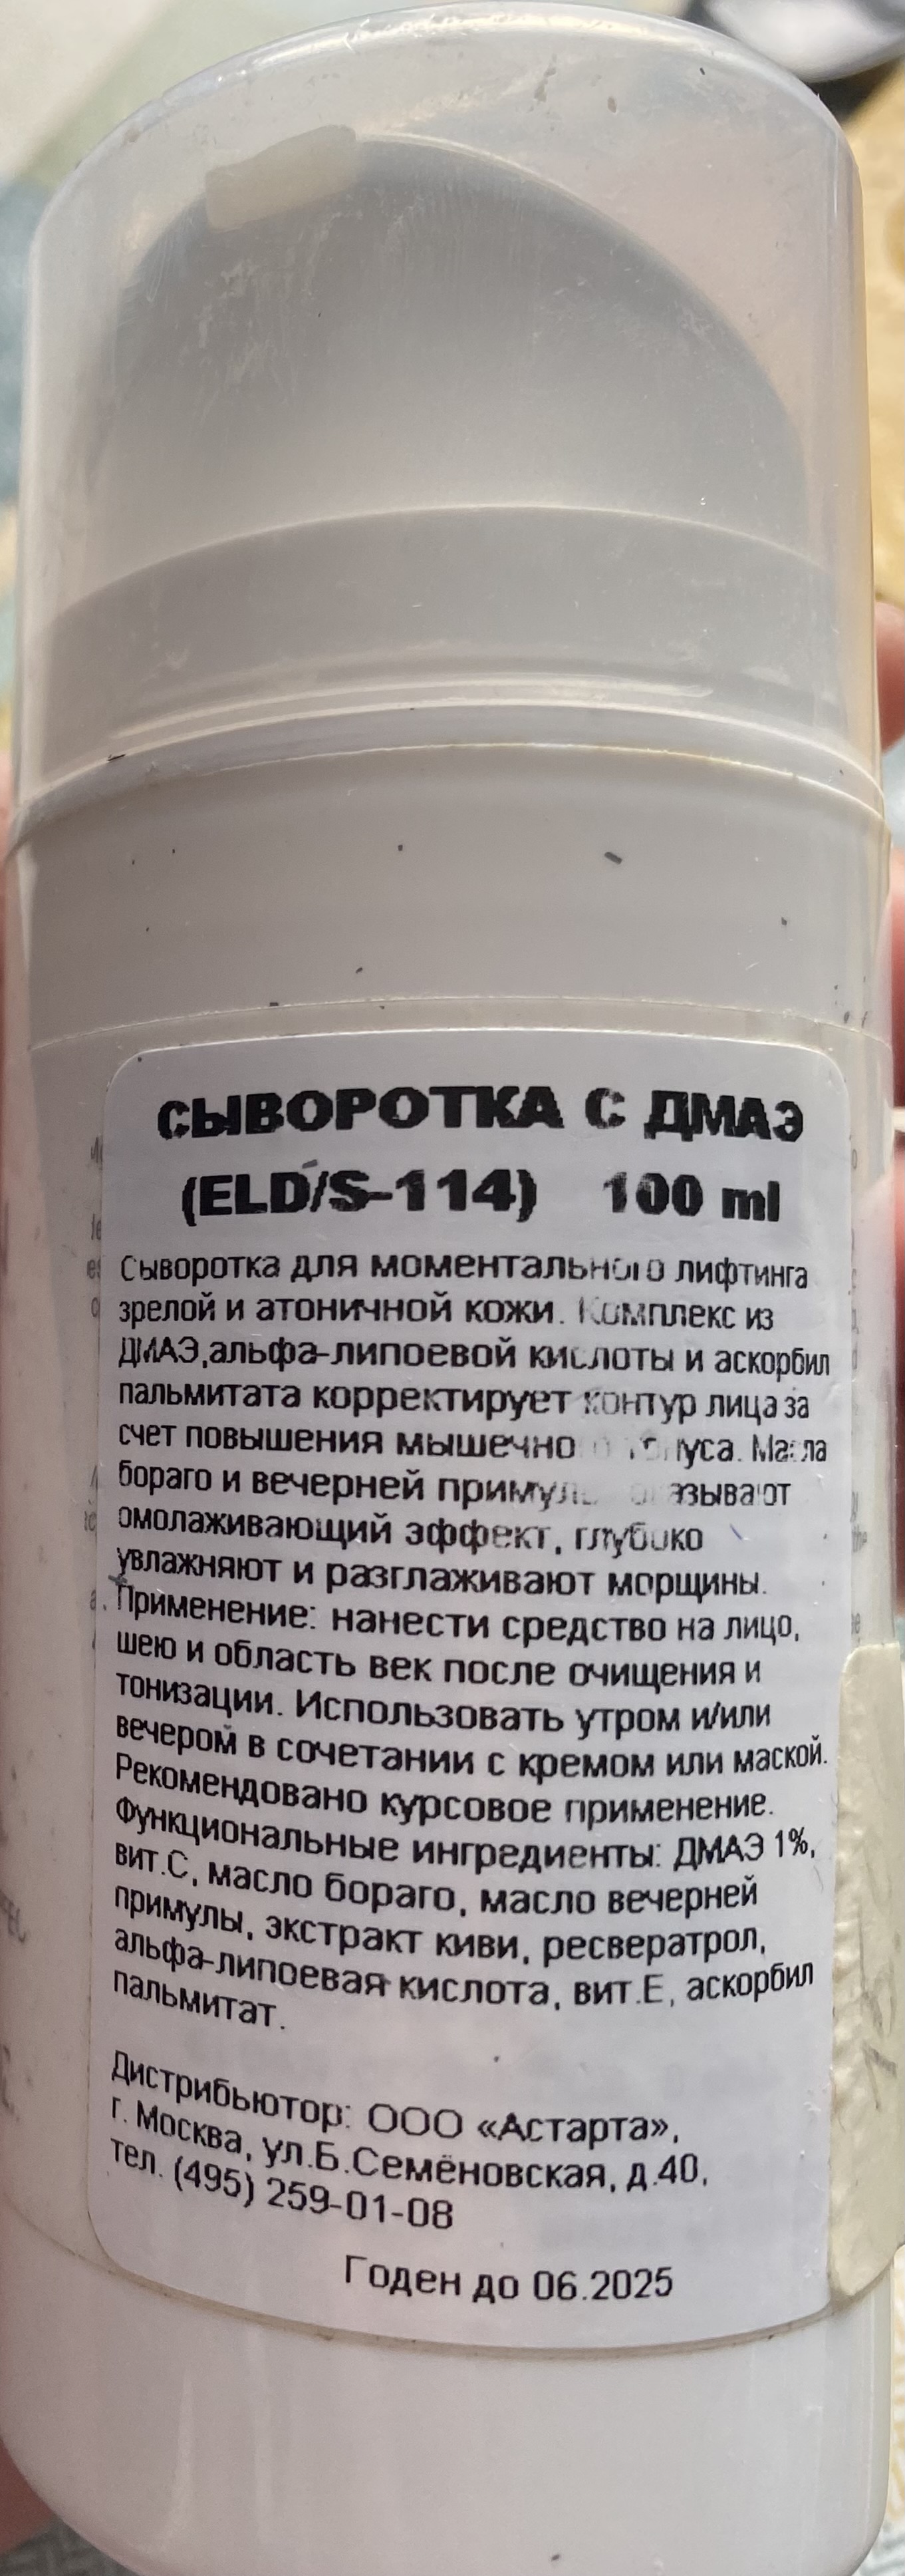 СЫВОРОТКА С ДМАЭ
(ELD/S-114) 100 ml
Сыворотка для моментального лифтинга
зрелой и атоничной кожи. Комплекс из
ДМАЭ,альфа-липоевой кислоты и аскорбил
пальмитата корректирует контур лица за
счет повышения мышечного тонуса. Масла
бораго и вечерней примулы оказывают
омолаживающий эффект, глубоко
увлажняют и разглаживают морщины.
Применение: нанести средство на лицо,
шею и область век после очищения и
тонизации. Использовать утром и/или
вечером в сочетании с кремом или маской.
Рекомендовано курсовое применение.
Функциональные ингредиенты: ДМАЭ 1%,
вит.С, масло бораго, масло вечерней
примулы, экстракт киви, ресвератрол,
альфа-липоевая кислота, вит.Е, аскорбил
пальмитат.
Дистрибьютор: ООО «Астарта»,
г. Москва, ул.Б.Семёновская, д.40,
тел. (495) 259-01-08
Годен до 06.2025